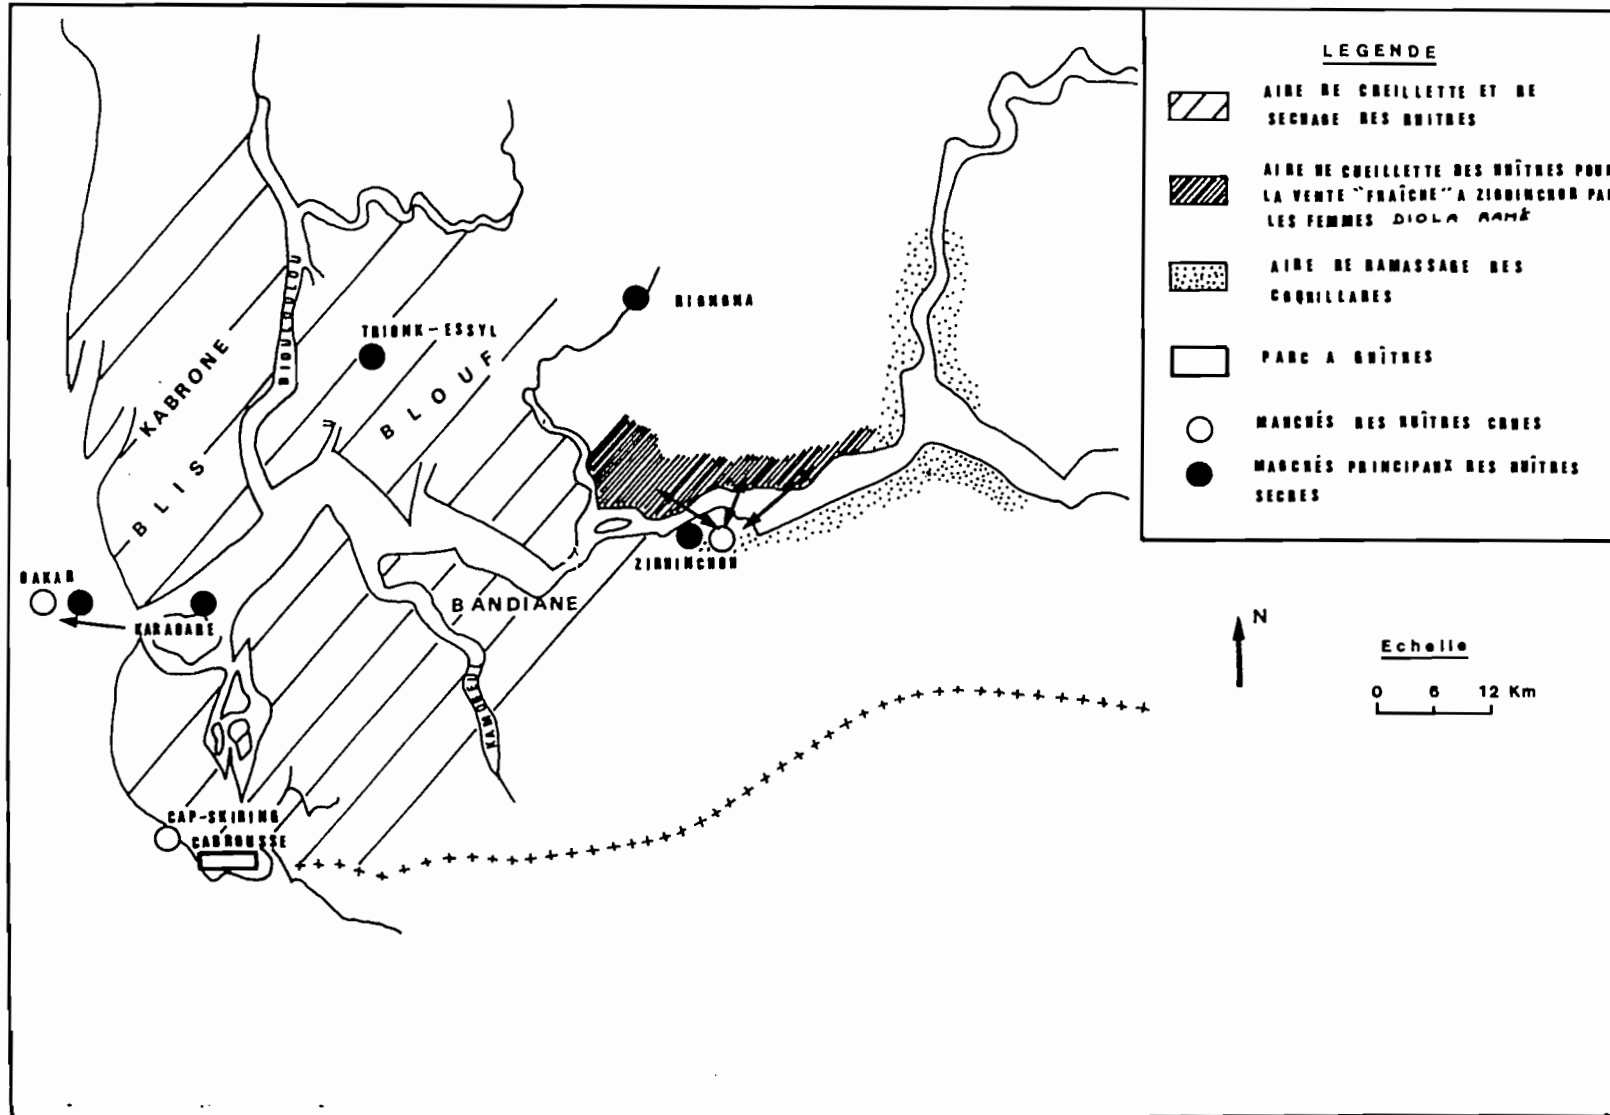 LEGENDE
AIRE DE CUEILLETTE ET DE
SECHAGE DES HUITRES
AIRE DE CUEILLETTE DES HUÎTRES POUR
LA VENTE "FRAÎCHE" A ZIGUINCHOR PAR
LES FEMMES DIOLA
AIRE DE RAMASSAGE DES
COQUILLAGES
PARC A HUÎTRES
MARCHÉS DES HUÎTRES CRUES
MARCHÉS PRINCIPAUX DES HUÎTRES
SECHES
BIGNONA
TRIONK-ESSYL
DIOULOULOU
KABRONE
BLIS
BLOUF
ZIGUINCHOR
DAKAR
KARABANE
BANDIANE
KAMOBEUL
N
Echelle
0 6 12 Km
CAP-SKIRING
CABROUSSE